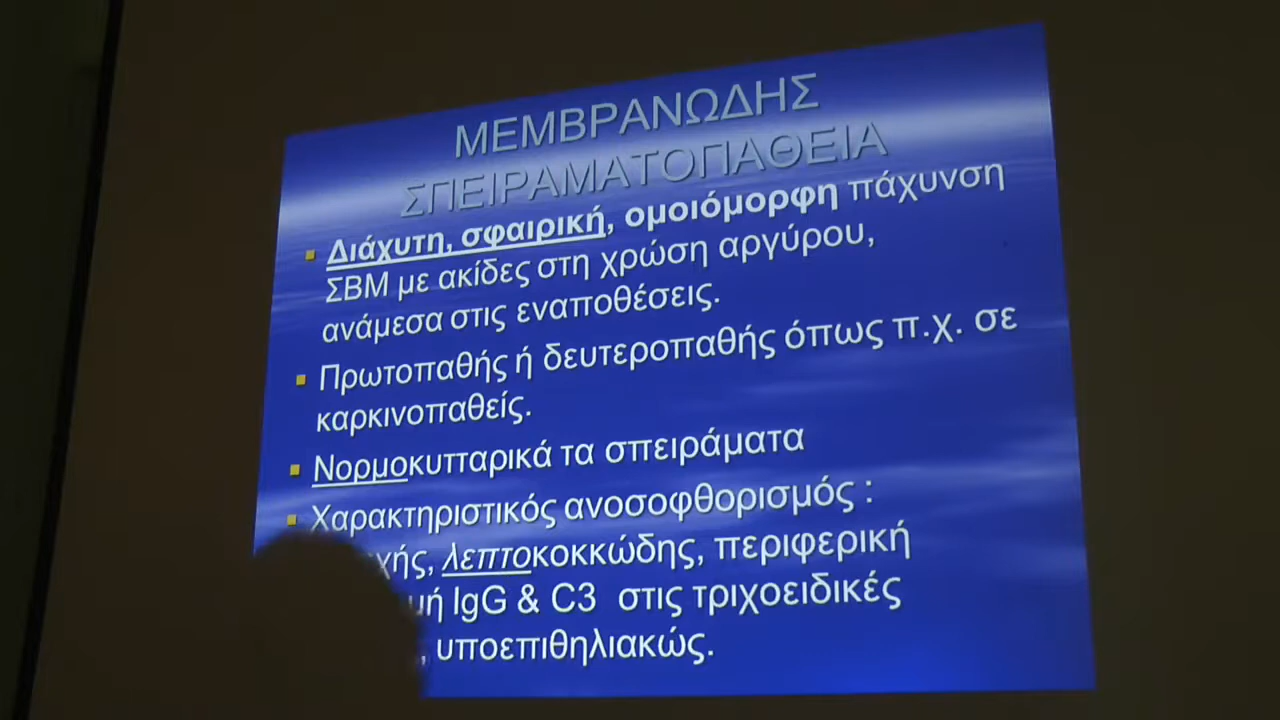 ΜΕΜΒΡΑΝΩΔΗΣ
ΣΠΕΙΡΑΜΑΤΟΠΑΘΕΙΑ
Διάχυτη, σφαιρική, ομοιόμορφη πάχυνση
ΣΒΜ με ακίδες στη χρώση αργύρου,
ανάμεσα στις εναποθέσεις.
Πρωτοπαθής ή δευτεροπαθής όπως π.χ. σε
καρκινοπαθείς.
Νορμοκυτταρικά τα σπειράματα
Χαρακτηριστικός ανοσοφθορισμός :
λεπτοκοκκώδης, περιφερική
IgG & C3 στις τριχοειδικές
υποεπιθηλιακώς.